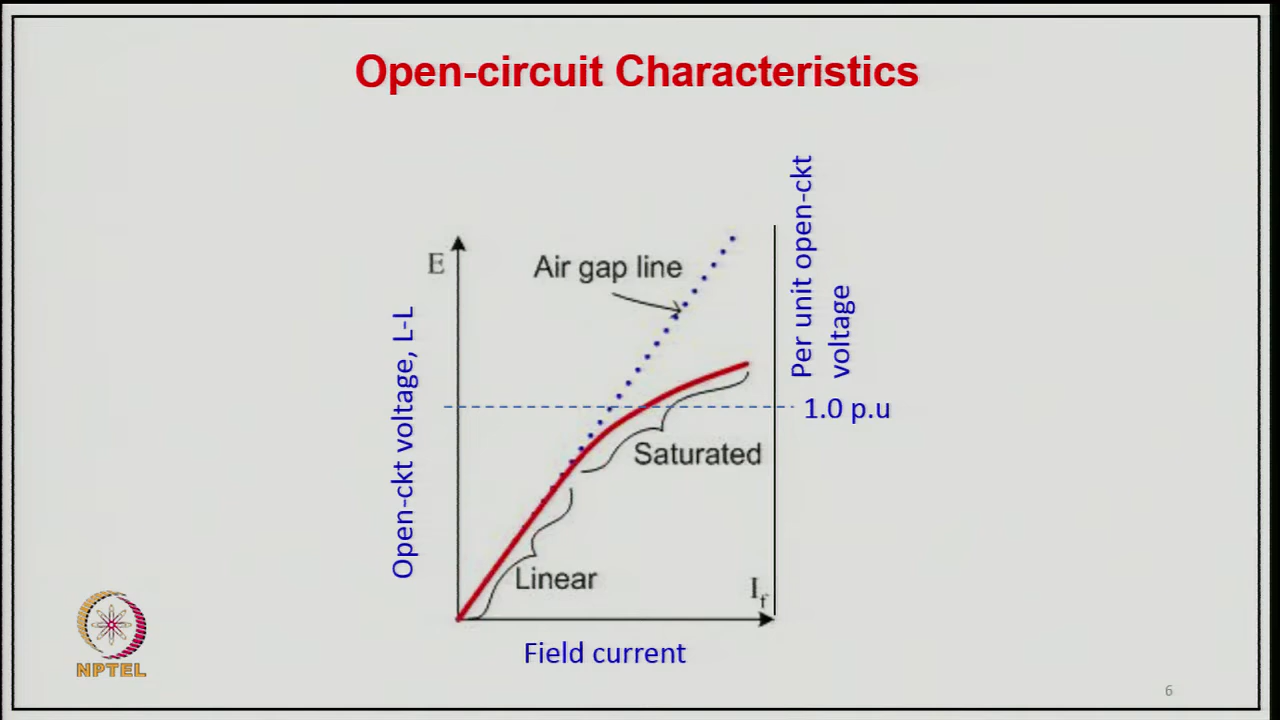 Open-circuit Characteristics
E
Air gap line
Open-ckt voltage, L-L
Per unit open-ckt
voltage
1.0 p.u
Saturated
Linear
If
Field current
NPTEL
6